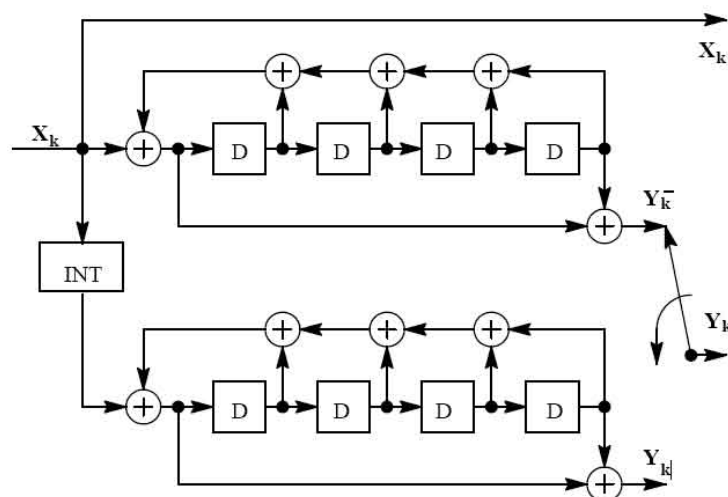 X_k
X_k
D D D D
Y_k^-
INT
Y_k
D D D D
Y_k|